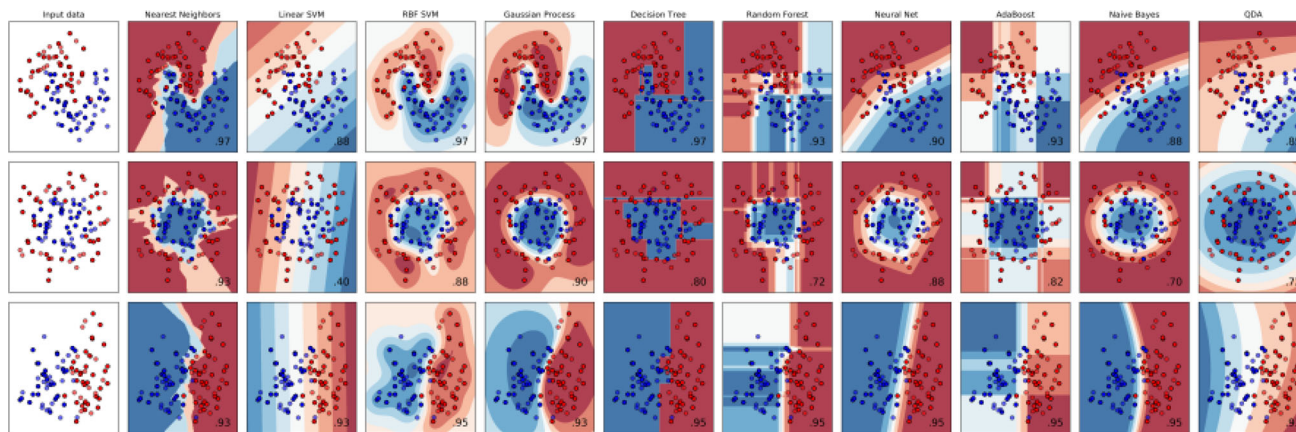 Input data Nearest Neighbors Linear SVM RBF SVM Gaussian Process Decision Tree Random Forest Neural Net AdaBoost Naive Bayes QDA
.97 .88 .97 .97 .97 .93 .90 .93 .88
.93 .40 .88 .90 .80 .72 .88 .82 .70
.93 .93 .95 .93 .95 .95 .95 .95 .95